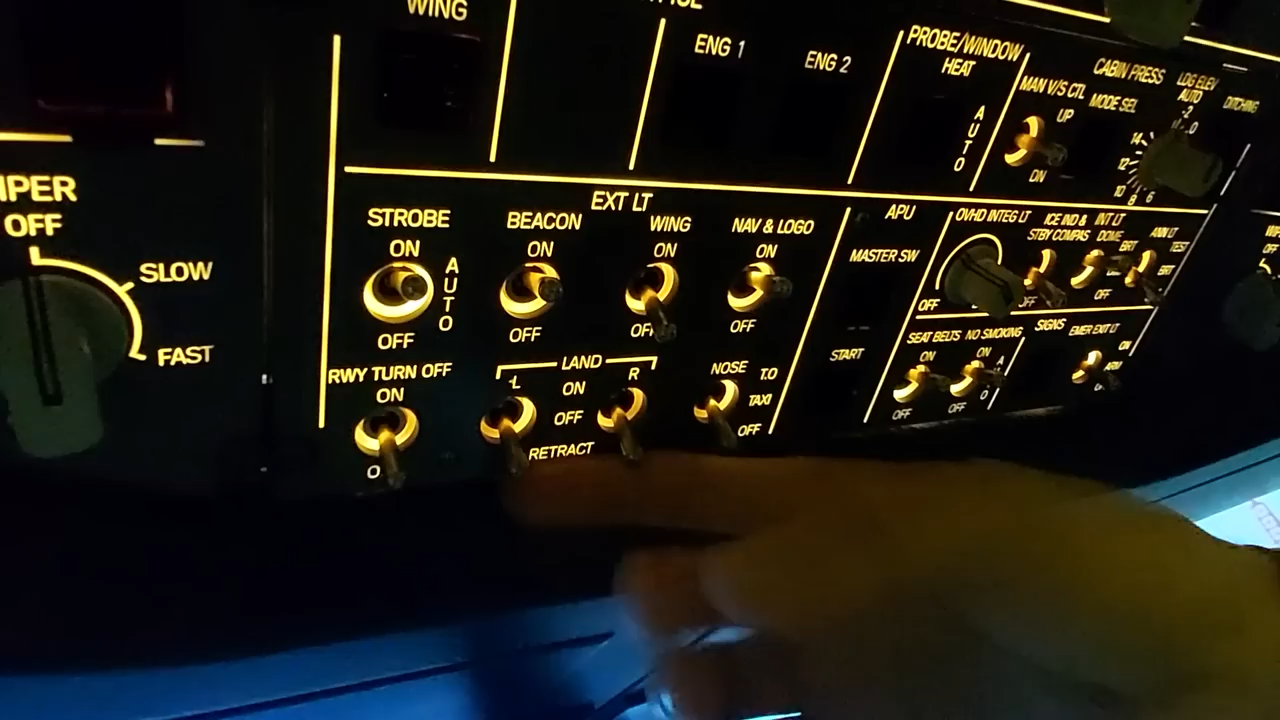 WING
ENG 1
ENG 2
PROBE/WINDOW
HEAT
AUTO
CABIN PRESS
MAN V/S CTL
UP
DN
MODE SEL
LDG ELEV
AUTO
-2
0
14
12
10
8
6
DITCHING
IPER
OFF
SLOW
FAST
EXT LT
STROBE
ON
AUTO
OFF
BEACON
ON
OFF
WING
ON
OFF
NAV & LOGO
ON
OFF
RWY TURN OFF
ON
O
LAND
L
R
ON
OFF
RETRACT
NOSE
T.O
TAXI
OFF
APU
MASTER SW
START
OVHD INTEG LT
OFF
ICE IND &
STBY COMPAS
OFF
INT LT
DOME
BRT
OFF
ANN LT
TEST
BRT
SEAT BELTS
ON
OFF
NO SMOKING
ON
OFF
SIGNS
EMER EXIT LT
ON
ARM
OFF